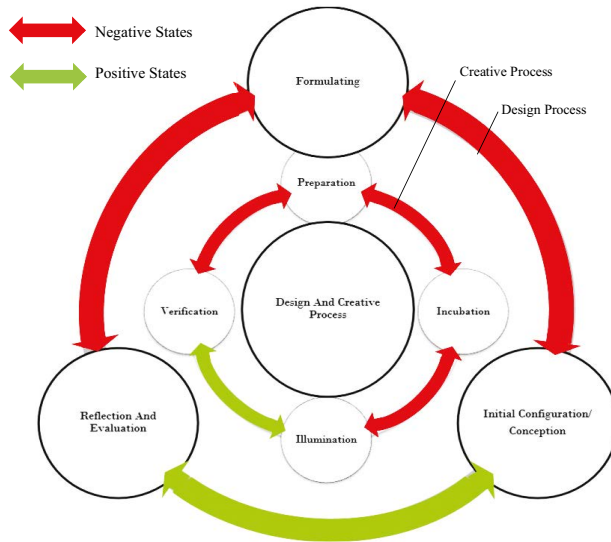 Negative States
Positive States
Creative Process
Design Process
Formulating
Preparation
Verification
Design And Creative
Process
Incubation
Reflection And
Evaluation
Illumination
Initial Configuration/
Conception